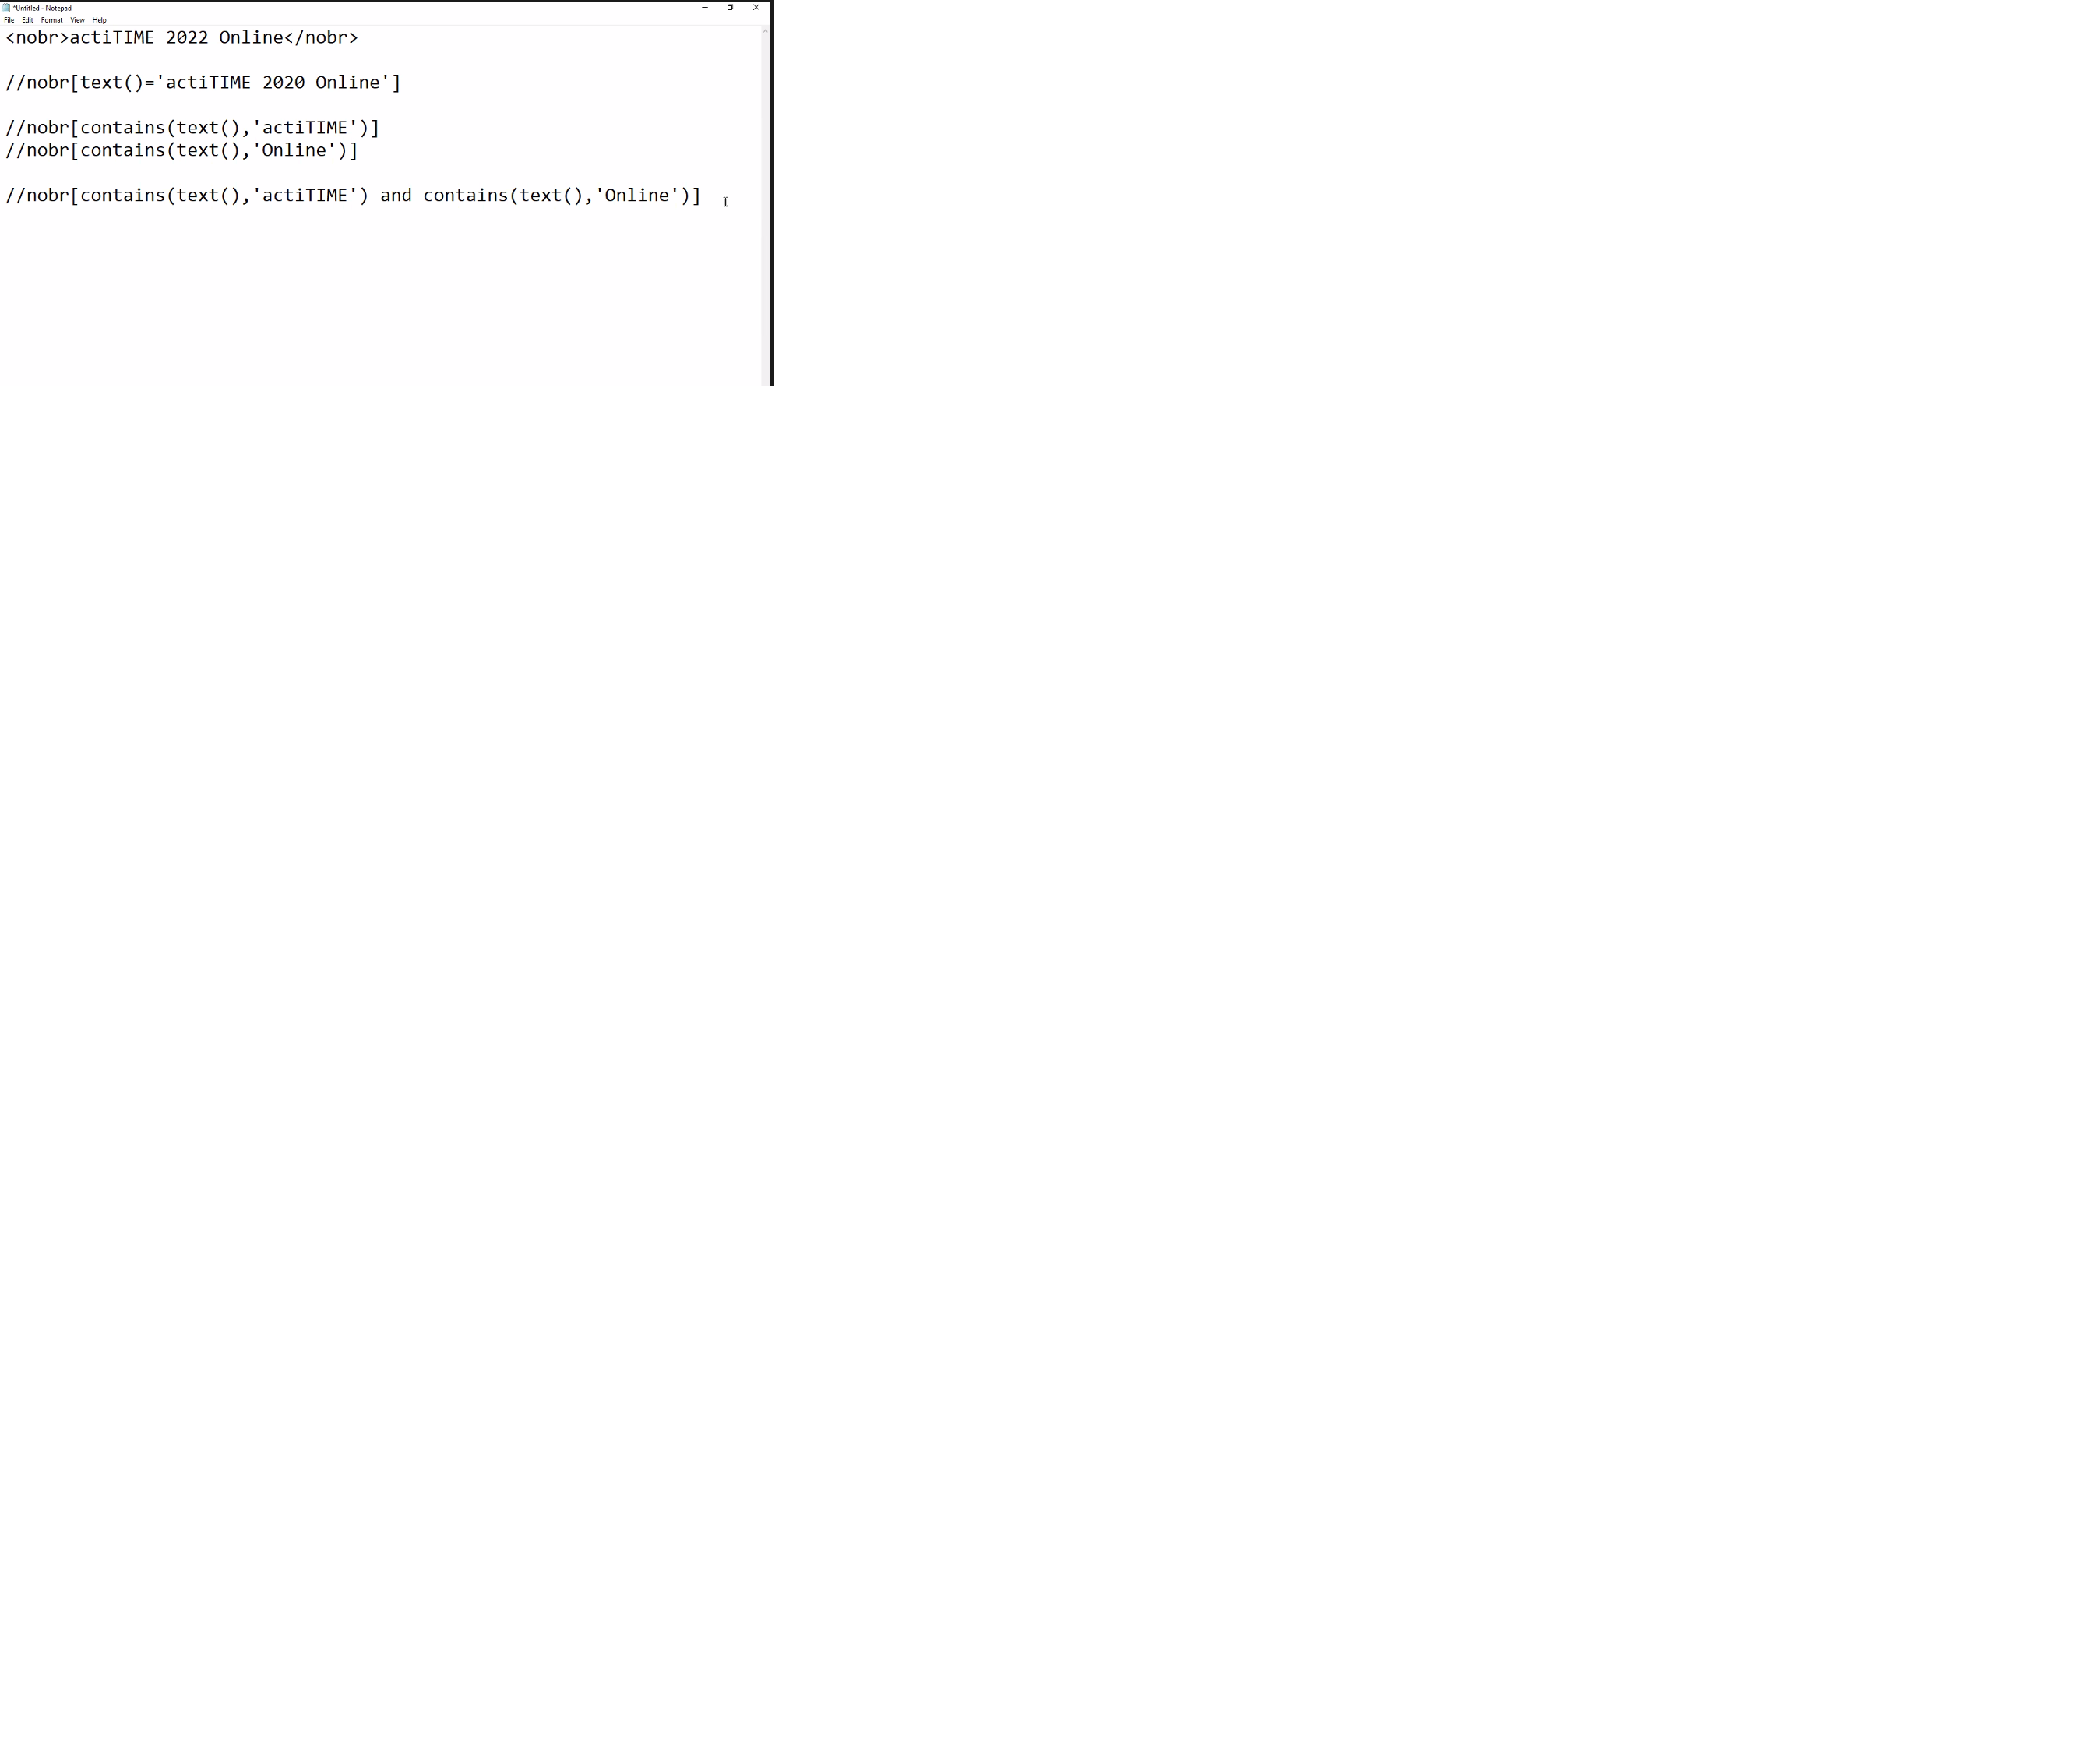 *Untitled - Notepad
File Edit Format View Help
<nobr>actiTIME 2022 Online</nobr>
//nobr[text()='actiTIME 2020 Online']
//nobr[contains(text(),'actiTIME')]
//nobr[contains(text(),'Online')]
//nobr[contains(text(),'actiTIME') and contains(text(),'Online')]